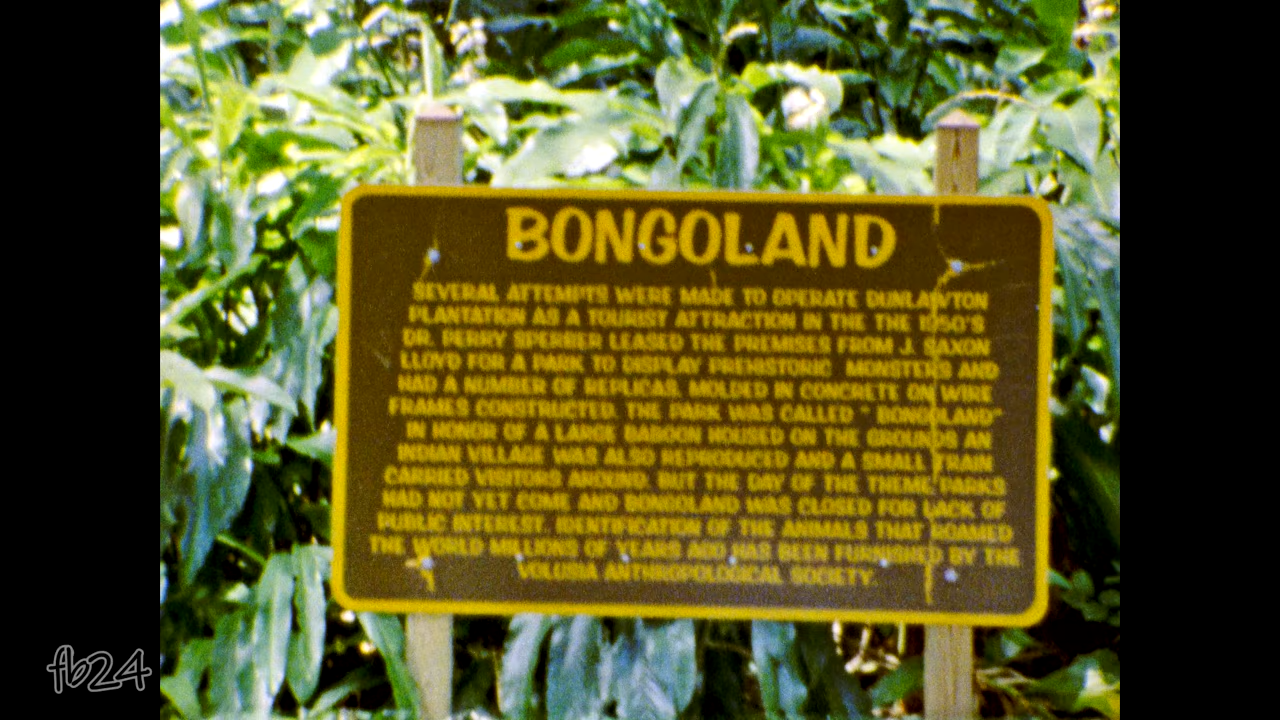 BONGOLAND
SEVERAL ATTEMPTS WERE MADE TO OPERATE DUNLAWTON
PLANTATION AS A TOURIST ATTRACTION IN THE THE 1950'S
DR. PERRY SPERBER LEASED THE PREMISES FROM J. SAXON
LLOYD FOR A PARK TO DISPLAY PREHISTORIC MONSTERS AND
HAD A NUMBER OF REPLICAS, MOLDED IN CONCRETE ON WIRE
FRAMES CONSTRUCTED. THE PARK WAS CALLED " BONGOLAND"
IN HONOR OF A LARGE BABOON HOUSED ON THE GROUNDS AN
INDIAN VILLAGE WAS ALSO REPRODUCED AND A SMALL TRAIN
CARRIED VISITORS AROUND. BUT THE DAY OF THE THEME PARKS
HAD NOT YET COME AND BONGOLAND WAS CLOSED FOR LACK OF
PUBLIC INTEREST. IDENTIFICATION OF THE ANIMALS THAT ROAMED
THE WORLD MILLIONS OF YEARS AGO HAS BEEN FURNISHED BY THE
VOLUSIA ANTHROPOLOGICAL SOCIETY.
fb24